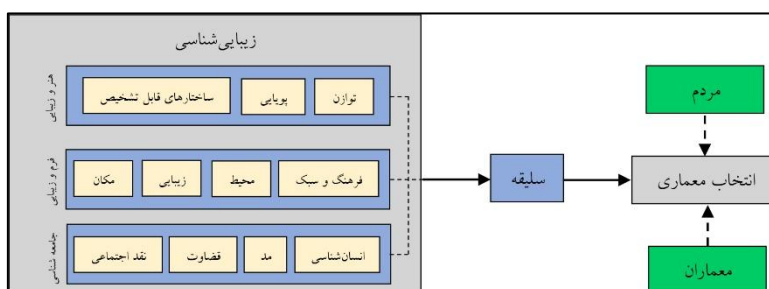 زیبایی‌شناسی
هنر و زیبایی
توازن
پویایی
ساختارهای قابل تشخیص
فرم و زیبایی
فرهنگ و سبک
محیط
زیبایی
مکان
جامعه شناسی
انسان‌شناسی
مد
قضاوت
نقد اجتماعی
سلیقه
مردم
انتخاب معماری
معماران